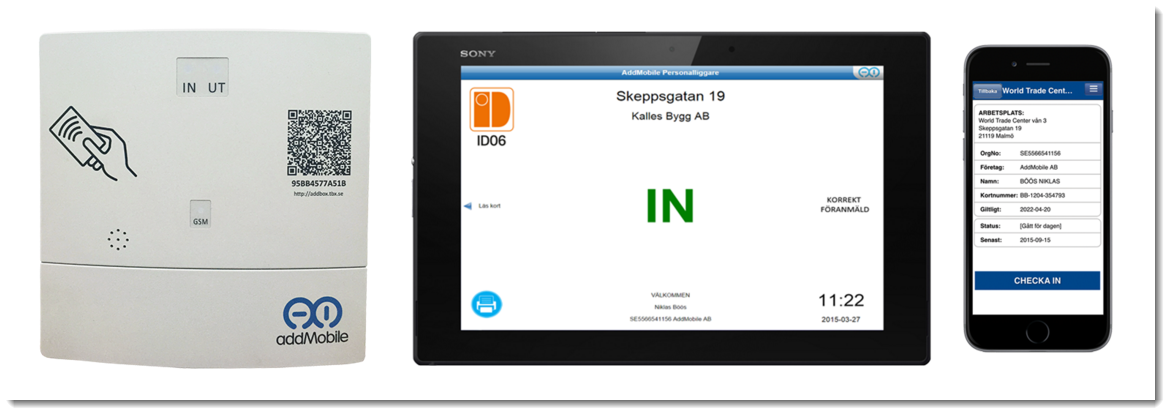 IN UT
95BB4577A51B
http://addbox.tax.se
GSM
addMobile
SONY
AddMobile Personalliggare
Skeppsgatan 19
Kalles Bygg AB
ID06
IN
Läs kort
KORREKT
FÖRANMÄLD
VÄLKOMMEN
Niklas Böös
SE5566541156 AddMobile AB
11:22
2015-03-27
Tillbaka World Trade Cent...
ARBETSPLATS:
World Trade Center vån 3
Skeppsgatan 19
21119 Malmö
OrgNo: SE5566541156
Företag: AddMobile AB
Namn: BÖÖS NIKLAS
Kortnummer: BB-1204-354793
Giltligt: 2022-04-20
Status: [Gått för dagen]
Senast: 2015-09-15
CHECKA IN